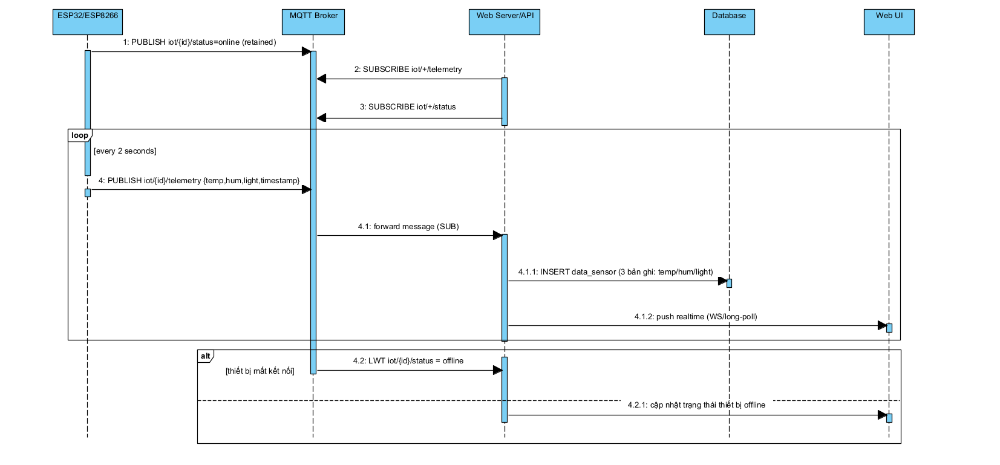 ESP32/ESP8266
MQTT Broker
Web Server/API
Database
Web UI
1: PUBLISH iot/{id}/status=online (retained)
2: SUBSCRIBE iot/+/telemetry
3: SUBSCRIBE iot/+/status
loop
[every 2 seconds]
4: PUBLISH iot/{id}/telemetry {temp,hum,light,timestamp}
4.1: forward message (SUB)
4.1.1: INSERT data_sensor (3 bản ghi: temp/hum/light)
4.1.2: push realtime (WS/long-poll)
alt
4.2: LWT iot/{id}/status = offline
[thiết bị mất kết nối]
4.2.1: cập nhật trạng thái thiết bị offline